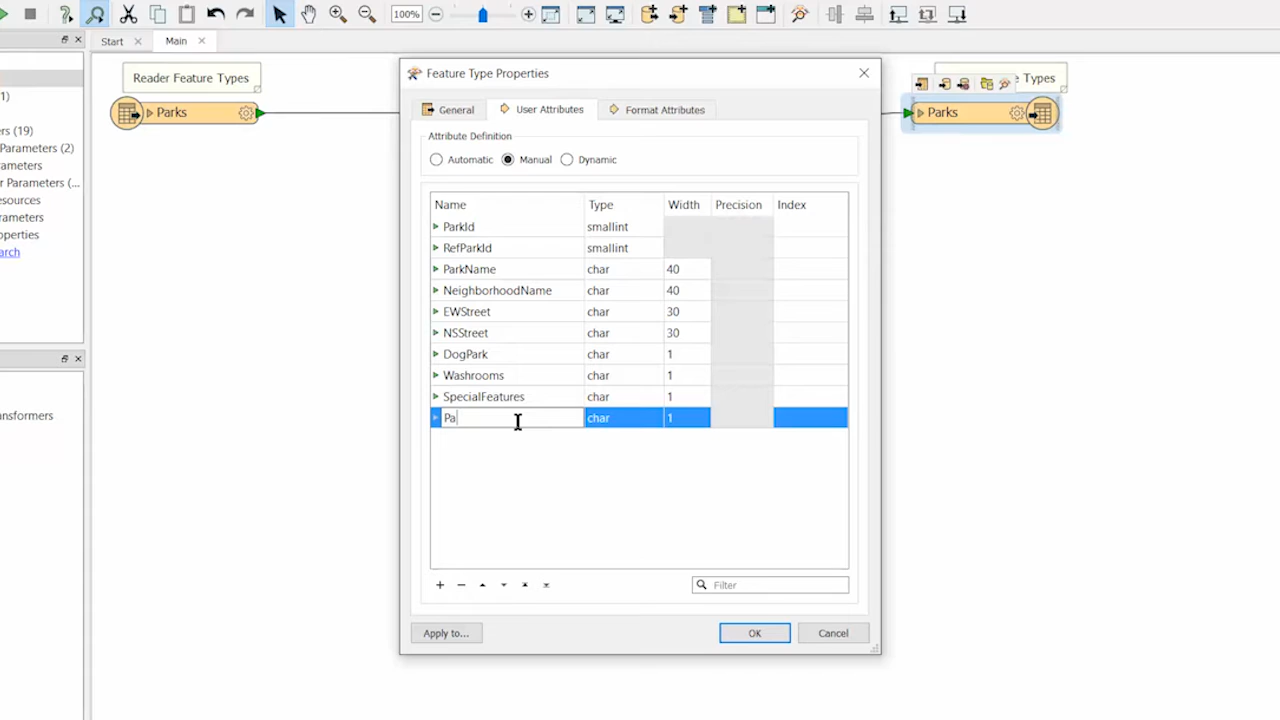 100%
Start
Main
Reader Feature Types
Parks
1)
rs (19)
Parameters (2)
rameters
r Parameters (...
esources
rameters
operties
arch
ansformers
e Types
Parks
Feature Type Properties
General
User Attributes
Format Attributes
Attribute Definition
Automatic
Manual
Dynamic
Name Type Width Precision Index
ParkId smallint
RefParkId smallint
ParkName char 40
NeighborhoodName char 40
EWStreet char 30
NSStreet char 30
DogPark char 1
Washrooms char 1
SpecialFeatures char 1
Pa char 1
Filter
Apply to...
OK
Cancel